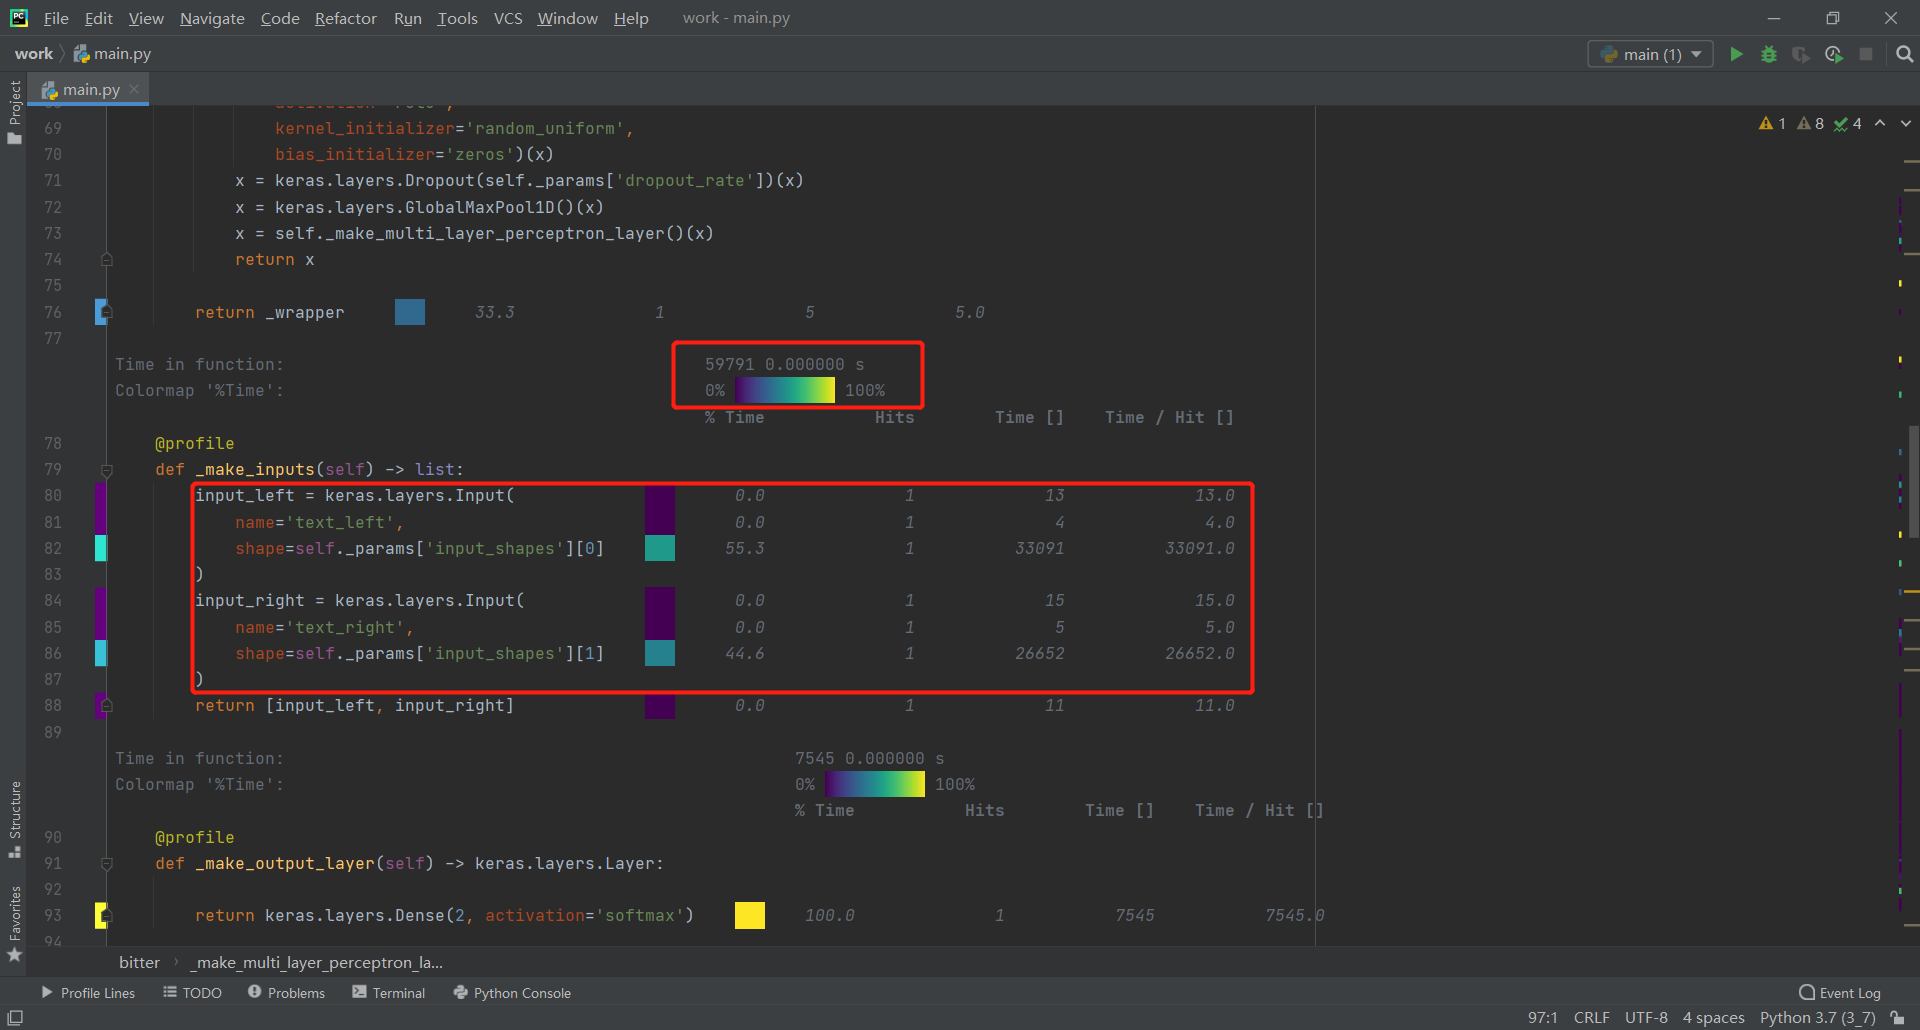 PC File Edit View Navigate Code Refactor Run Tools VCS Window Help work - main.py
work main.py main (1)
Project main.py
69 kernel_initializer='random_uniform', 1 8 4
70 bias_initializer='zeros')(x)
71 x = keras.layers.Dropout(self._params['dropout_rate'])(x)
72 x = keras.layers.GlobalMaxPool1D()(x)
73 x = self._make_multi_layer_perceptron_layer()(x)
74 return x
75
76 return _wrapper 33.3 1 5 5.0
77
Time in function: 59791 0.000000 s
Colormap '%Time': 0% 100%
% Time Hits Time [] Time / Hit []
78 @profile
79 def _make_inputs(self) -> list:
80 input_left = keras.layers.Input( 0.0 1 13 13.0
81 name='text_left', 0.0 1 4 4.0
82 shape=self._params['input_shapes'][0] 55.3 1 33091 33091.0
83 )
84 input_right = keras.layers.Input( 0.0 1 15 15.0
85 name='text_right', 0.0 1 5 5.0
86 shape=self._params['input_shapes'][1] 44.6 1 26652 26652.0
87 )
88 return [input_left, input_right] 0.0 1 11 11.0
89
Time in function: 7545 0.000000 s
Colormap '%Time': 0% 100%
% Time Hits Time [] Time / Hit []
90 @profile
91 def _make_output_layer(self) -> keras.layers.Layer:
92
93 return keras.layers.Dense(2, activation='softmax') 100.0 1 7545 7545.0
94
Structure
Favorites
bitter _make_multi_layer_perceptron_la...
Profile Lines TODO Problems Terminal Python Console Event Log
97:1 CRLF UTF-8 4 spaces Python 3.7 (3_7)